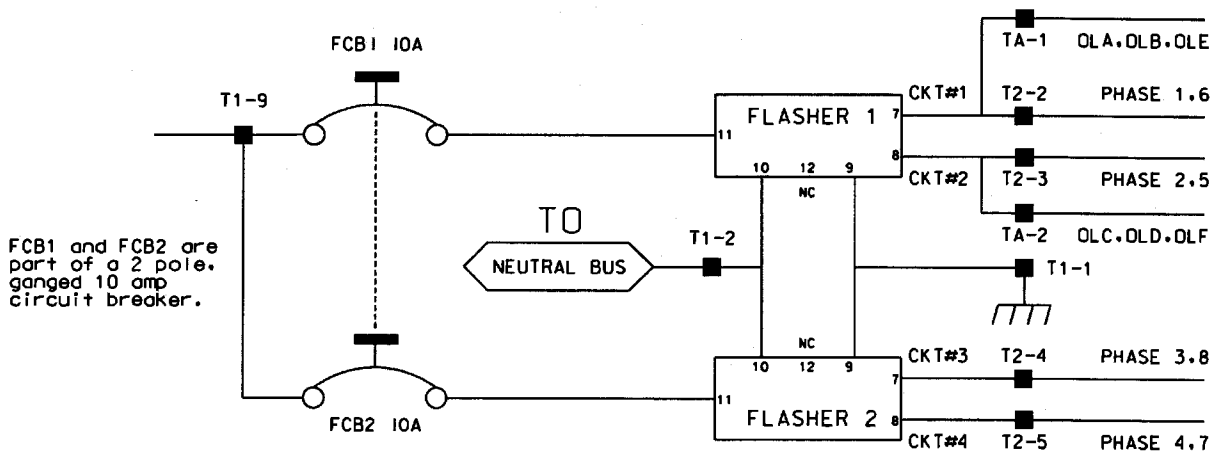 TA-1 OLA.OLB.OLE
FCB1 10A
T1-9
CKT#1 T2-2 PHASE 1.6
FLASHER 1
7
11
8
10 12 9
NC
CKT#2 T2-3 PHASE 2.5
TO
NEUTRAL BUS
T1-2
TA-2 OLC.OLD.OLF
T1-1
FCB1 and FCB2 are
part of a 2 pole.
ganged 10 amp
circuit breaker.
NC
10 12 9
CKT#3 T2-4 PHASE 3.8
7
11
FLASHER 2
8
FCB2 10A
CKT#4 T2-5 PHASE 4.7